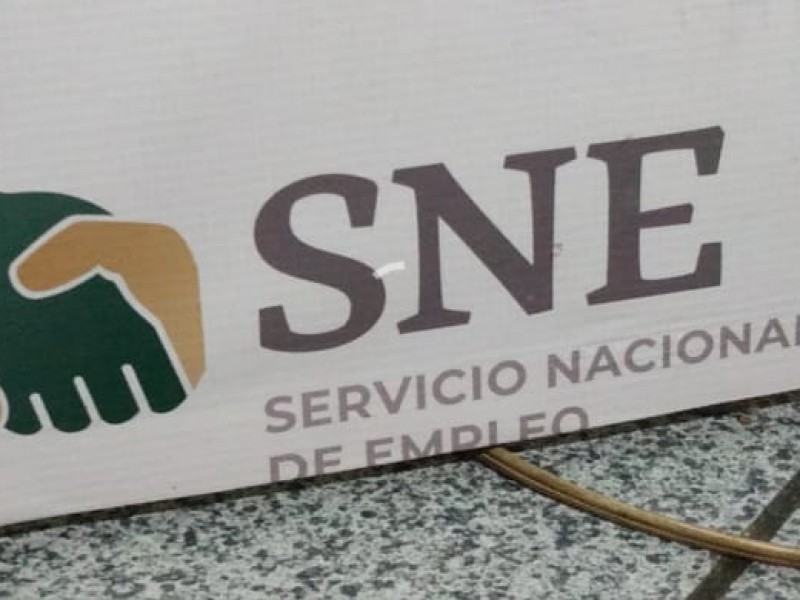 SNE
SERVICIO NACIONAL
DE EMPLEO